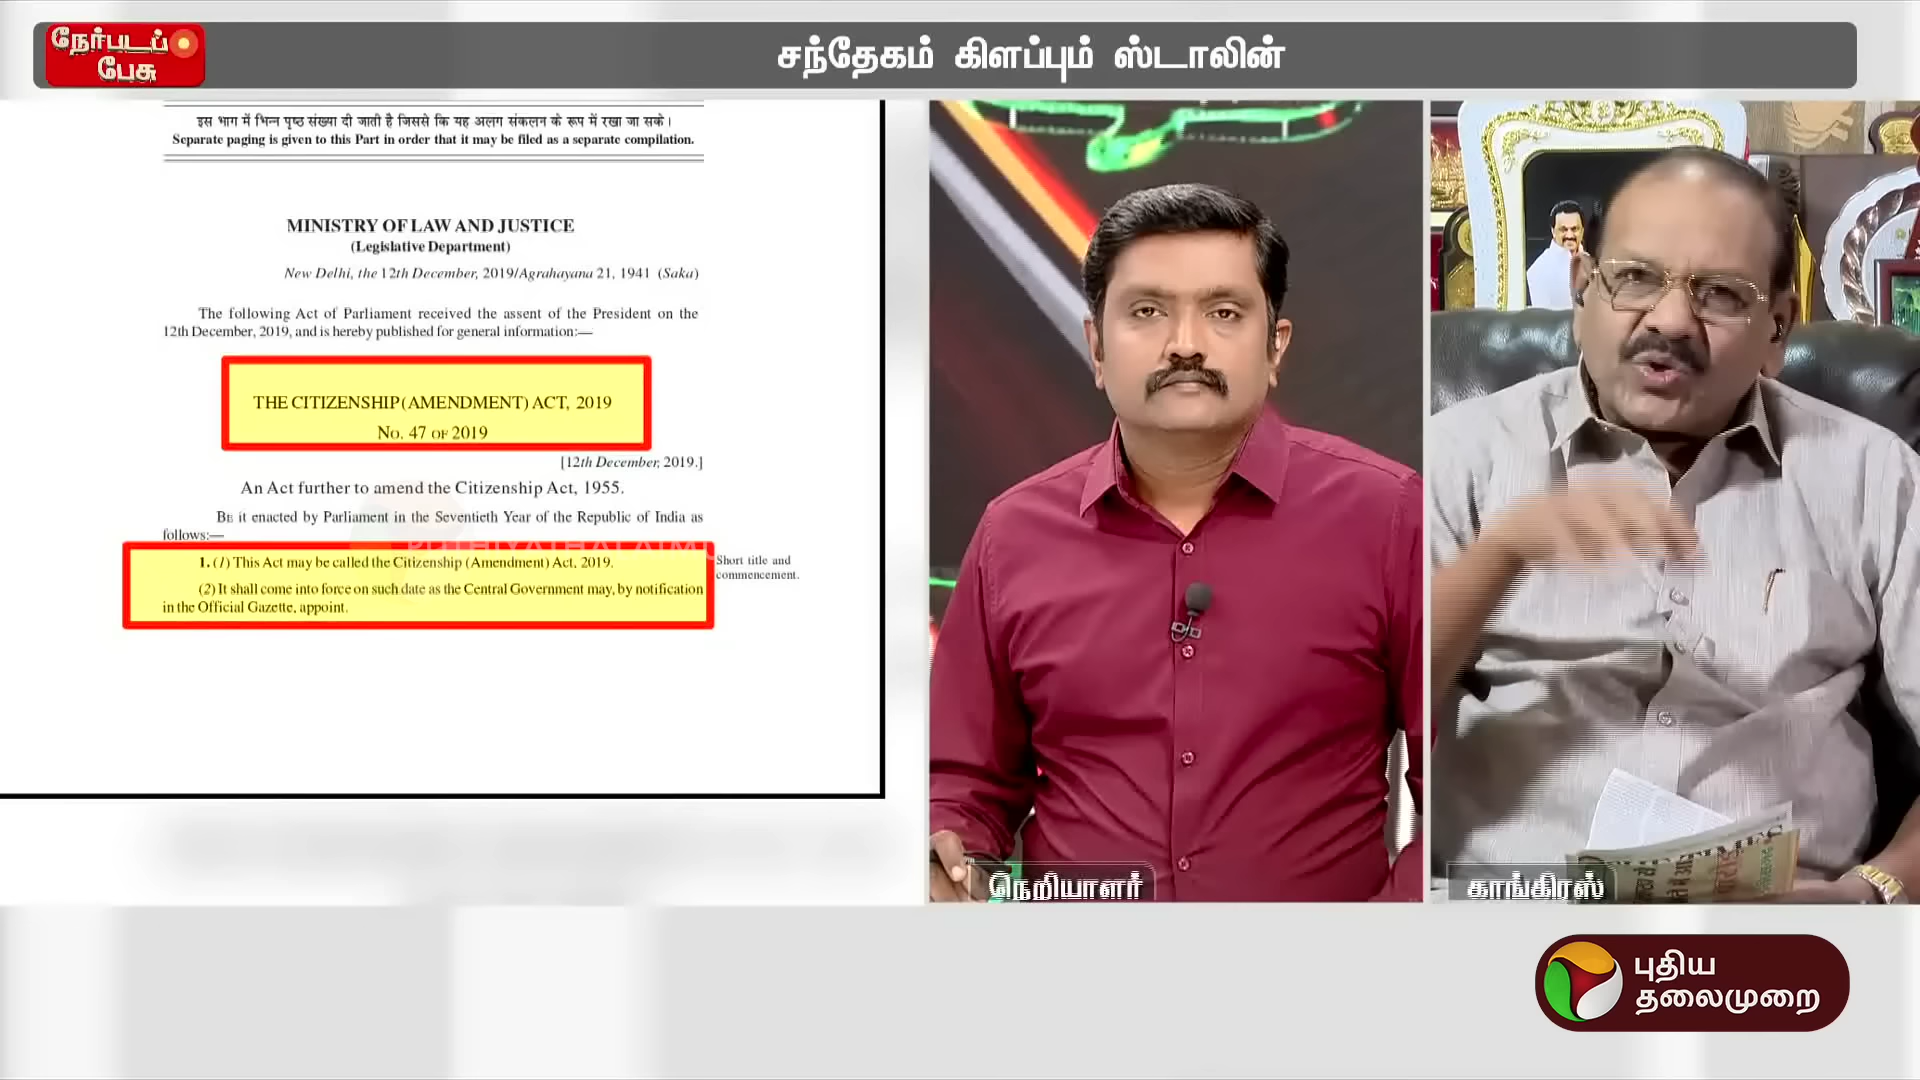 நேர்படப்
பேசு
சந்தேகம் கிளப்பும் ஸ்டாலின்
इस भाग में भिन्न पृष्ठ संख्या दी जाती है जिससे कि यह अलग संकलन के रूप में रखा जा सके।
Separate paging is given to this Part in order that it may be filed as a separate compilation.
MINISTRY OF LAW AND JUSTICE
(Legislative Department)
New Delhi, the 12th December, 2019/Agrahayana 21, 1941 (Saka)
The following Act of Parliament received the assent of the President on the
12th December, 2019, and is hereby published for general information:—
THE CITIZENSHIP (AMENDMENT) ACT, 2019
No. 47 OF 2019
[12th December, 2019.]
An Act further to amend the Citizenship Act, 1955.
BE it enacted by Parliament in the Seventieth Year of the Republic of India as
follows:—
1. (1) This Act may be called the Citizenship (Amendment) Act, 2019.
Short title and
commencement.
(2) It shall come into force on such date as the Central Government may, by notification
in the Official Gazette, appoint.
நெறியாளர்
காங்கிரஸ்
புதிய
தலைமுறை